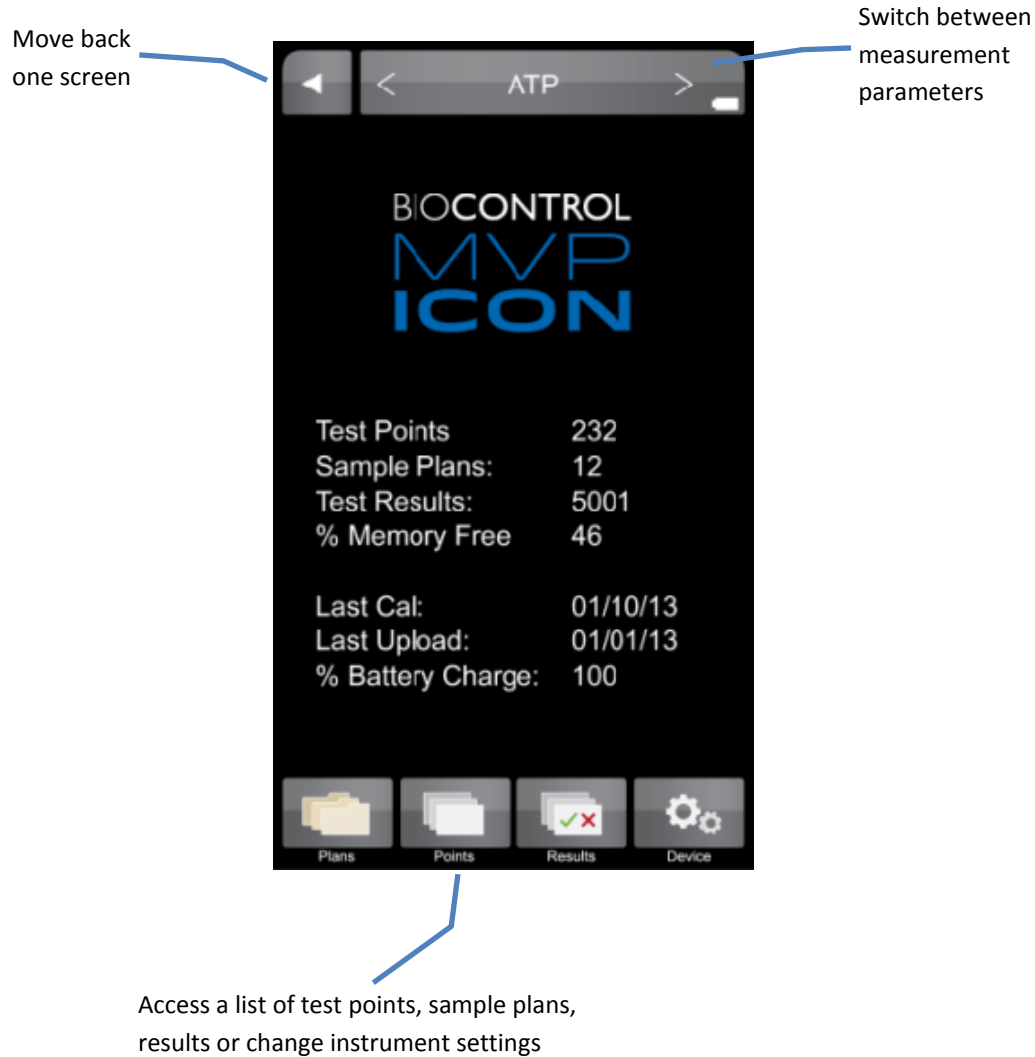 Move back
one screen
Switch between
measurement
parameters
< ATP >
BIOCONTROL
MVP
ICON
Test Points 232
Sample Plans: 12
Test Results: 5001
% Memory Free 46
Last Cal: 01/10/13
Last Upload: 01/01/13
% Battery Charge: 100
Plans Points Results Device
Access a list of test points, sample plans,
results or change instrument settings